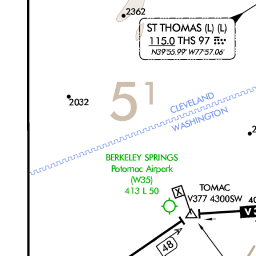 2362
ST THOMAS (L) (L)
115.0 THS 97
N39°55.99' W77°57.06'
2032
51
CLEVELAND
WASHINGTON
BERKELEY SPRINGS
Potomac Airpark
(W35)
413 L 50
X
TOMAC
V377 4300SW
48